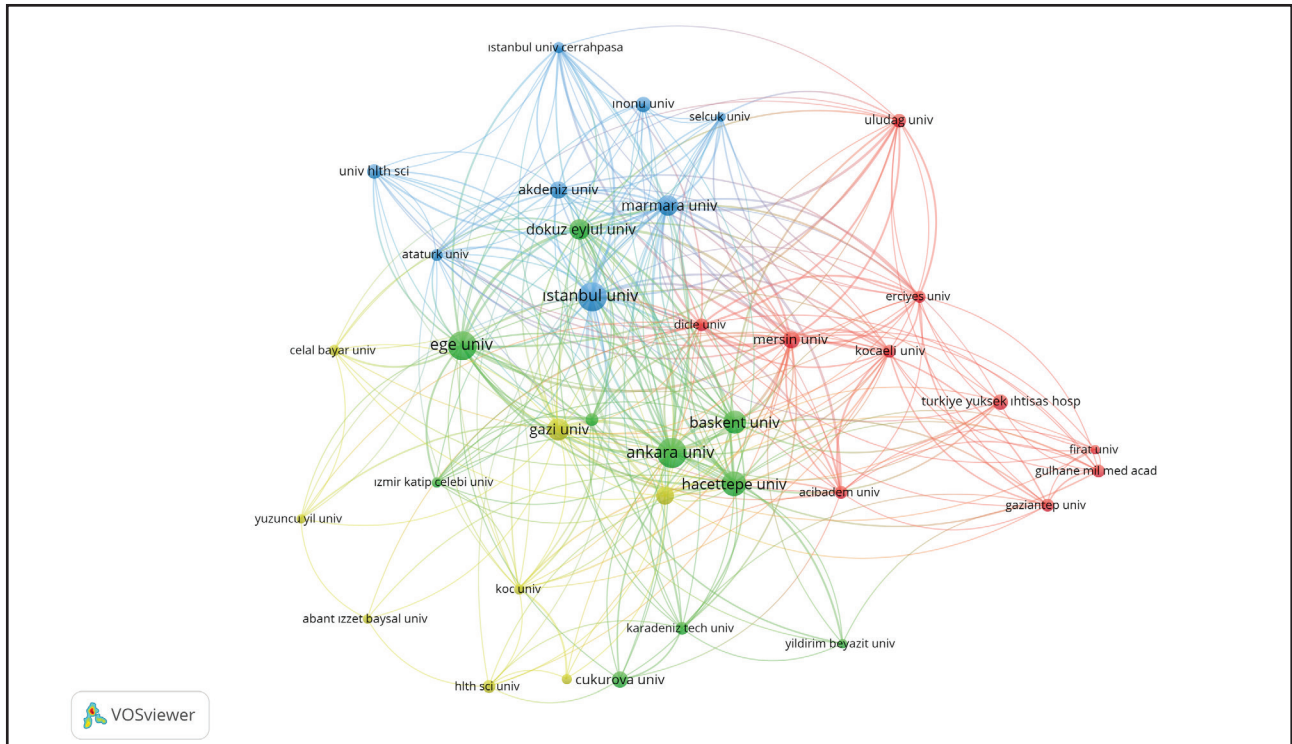 ıstanbul univ cerrahpasa
ınonu univ
selcuk univ
uludag univ
univ hlth sci
akdeniz univ
marmara univ
dokuz eylul univ
ataturk univ
ıstanbul univ
erciyes univ
dicle univ
ege univ
mersin univ
celal bayar univ
kocaeli univ
turkiye yuksek ıhtisas hosp
baskent univ
gazi univ
ankara univ
firat univ
gulhane mil med acad
ızmir katip celebi univ
hacettepe univ
acibadem univ
gaziantep univ
yuzuncu yil univ
koc univ
abant ızzet baysal univ
karadeniz tech univ
yildirim beyazit univ
cukurova univ
hlth sci univ
VOSviewer